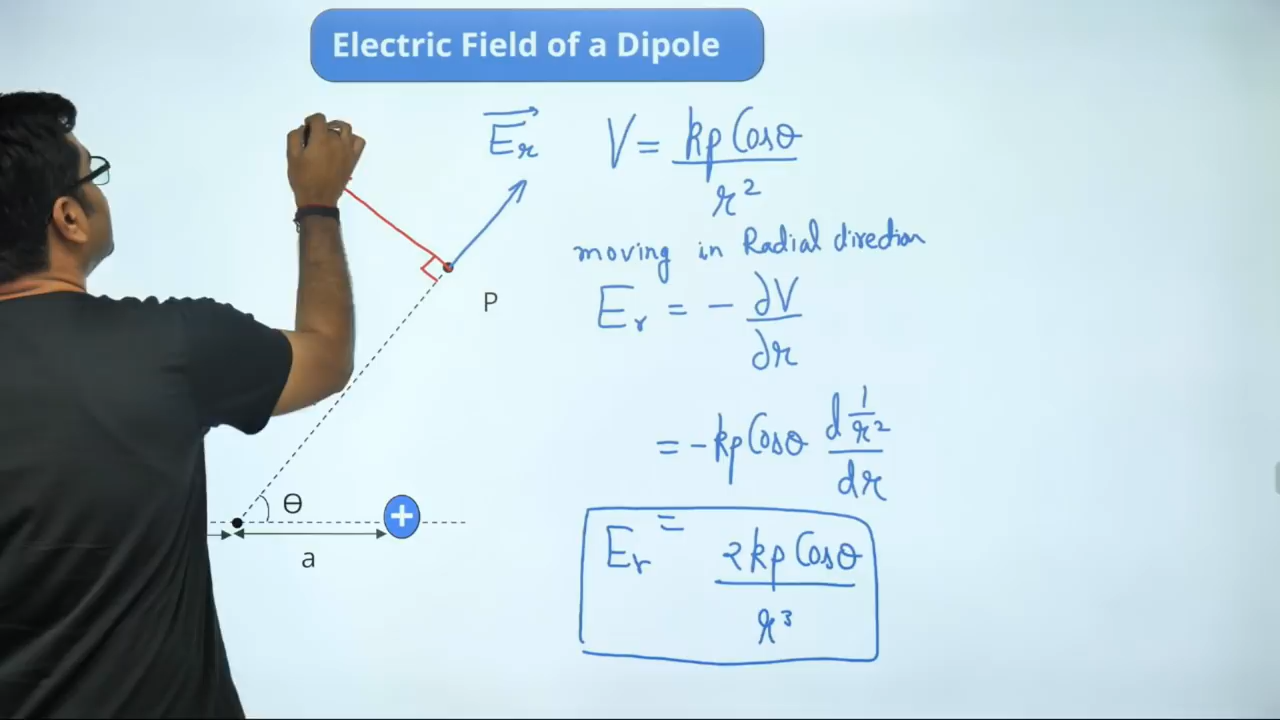 Electric Field of a Dipole
E⃗r
V = kp Cosθ / r²
moving in Radial direction
Er = - ∂V / ∂r
P
= -kp Cosθ d 1/r² / dr
θ
+
a
Er = 2kp Cosθ / r³